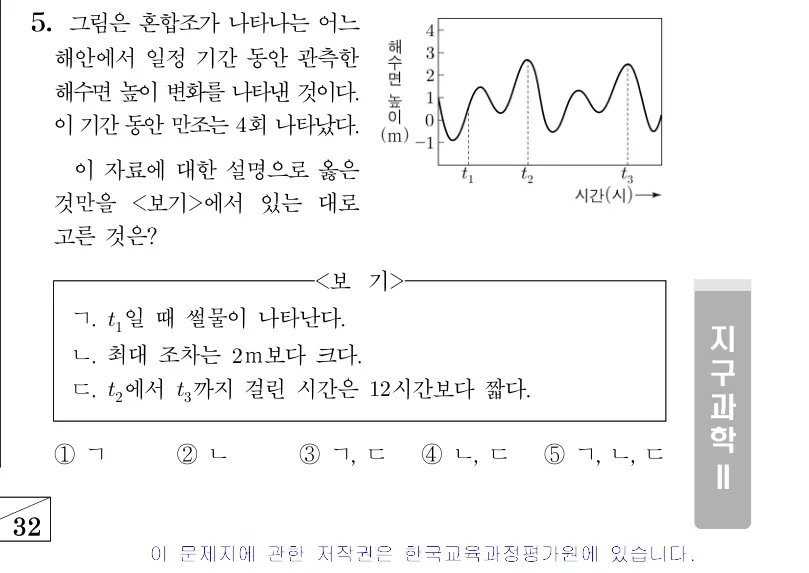 5. 그림은 혼합조가 나타나는 어느
해안에서 일정 기간 동안 관측한
해수면 높이 변화를 나타낸 것이다.
이 기간 동안 만조는 4회 나타났다.
이 자료에 대한 설명으로 옳은
것만을 <보기>에서 있는 대로
고른 것은?
해수면 높이(m)
4
3
2
1
0
-1
t₁ t₂ t₃
시간(시)
<보 기>
ㄱ. t₁일 때 썰물이 나타난다.
ㄴ. 최대 조차는 2m보다 크다.
ㄷ. t₂에서 t₃까지 걸린 시간은 12시간보다 짧다.
① ㄱ ② ㄴ ③ ㄱ, ㄷ ④ ㄴ, ㄷ ⑤ ㄱ, ㄴ, ㄷ
지구과학 Ⅱ
32
이 문제지에 관한 저작권은 한국교육과정평가원에 있습니다.